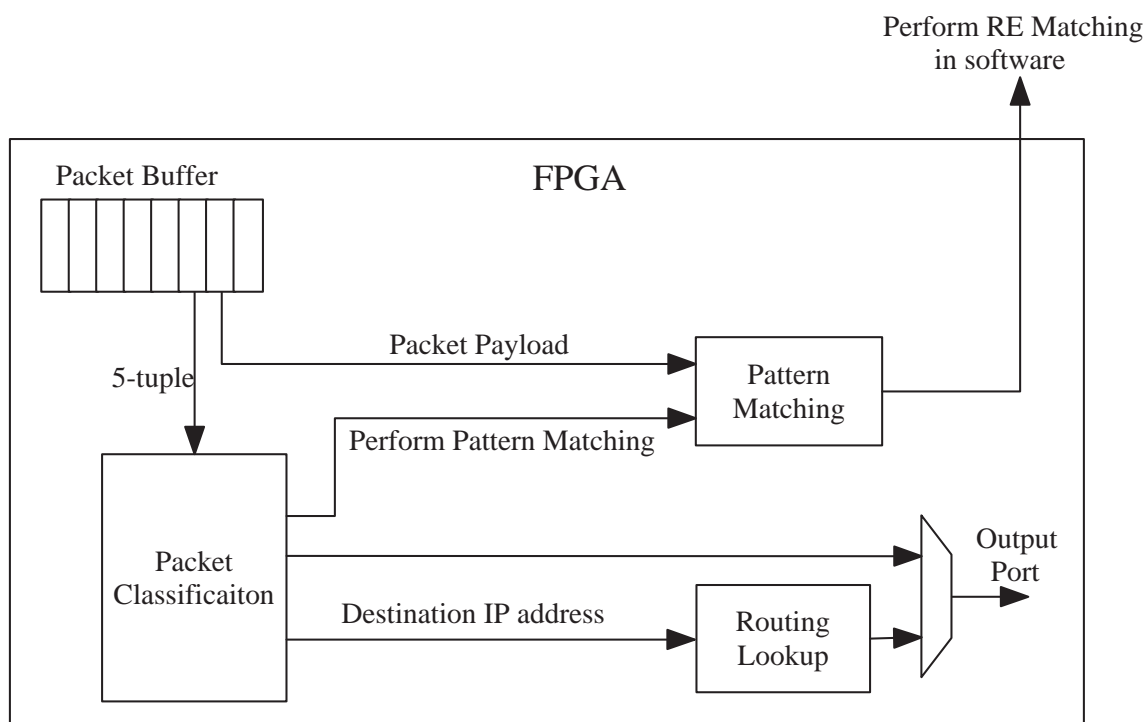 Perform RE Matching
in software
FPGA
Packet Buffer
Packet Payload
5-tuple
Pattern
Matching
Perform Pattern Matching
Packet
Classificaiton
Output
Port
Destination IP address
Routing
Lookup